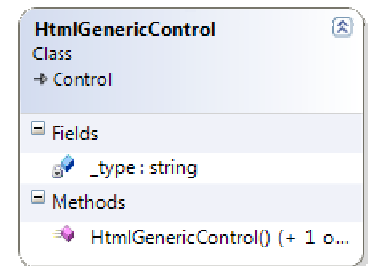 HtmlGenericControl
Class
Control
Fields
_type : string
Methods
HtmlGenericControl() (+ 1 o...